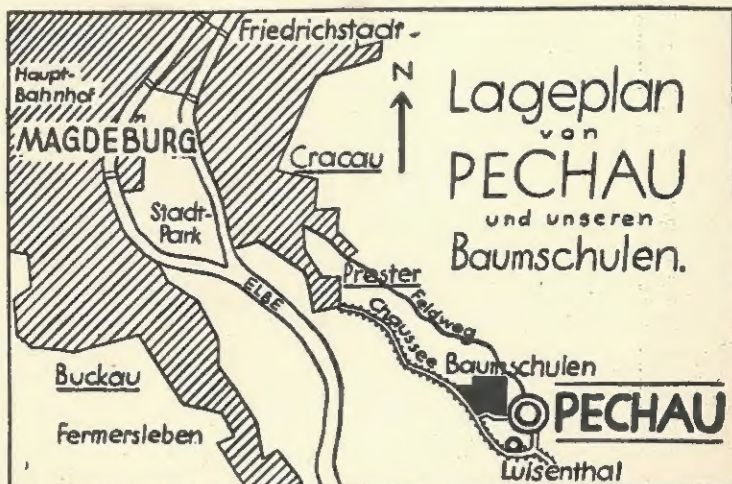 Friedrichstadt
Haupt-
Bahnhof
MAGDEBURG
N
Lageplan
von
PECHAU
und unseren
Baumschulen.
Cracau
Stadt-
Park
ELBE
Prester
Feldweg
Chaussee
Baumschulen
PECHAU
Buckau
Fermersleben
Luisenthal